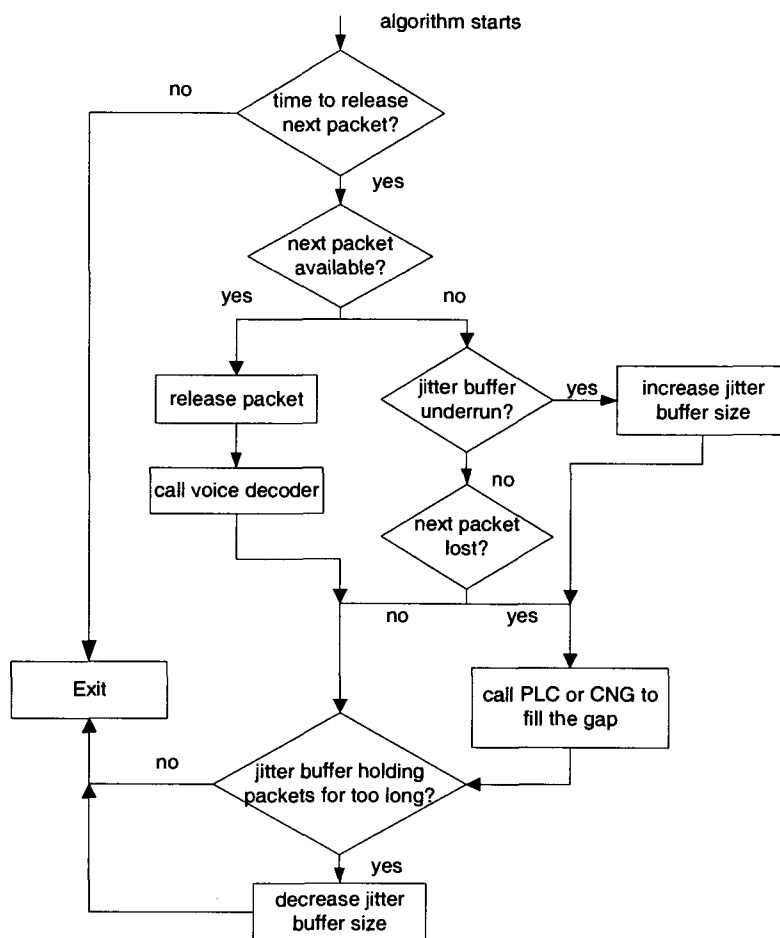 algorithm starts
no
time to release
next packet?
yes
next packet
available?
yes
no
release packet
jitter buffer
underrun?
yes
increase jitter
buffer size
call voice decoder
no
next packet
lost?
no
yes
Exit
call PLC or CNG to
fill the gap
no
jitter buffer holding
packets for too long?
yes
decrease jitter
buffer size